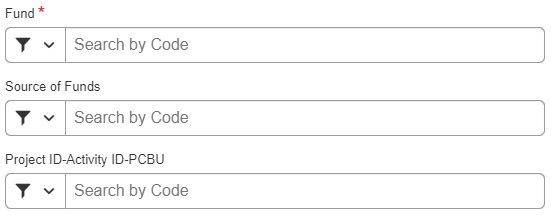 Fund *
Search by Code
Source of Funds
Search by Code
Project ID-Activity ID-PCBU
Search by Code